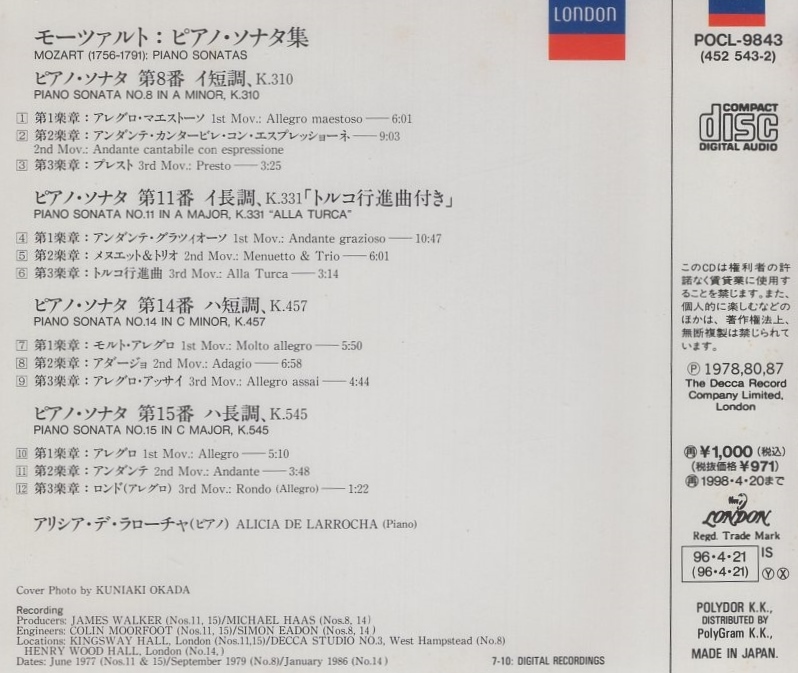 モーツァルト：ピアノ・ソナタ集
MOZART (1756-1791): PIANO SONATAS
ピアノ・ソナタ 第8番 イ短調、K.310
PIANO SONATA NO.8 IN A MINOR, K.310
1 第1楽章：アレグロ・マエストーソ 1st Mov.: Allegro maestoso ── 6:01
2 第2楽章：アンダンテ・カンタービレ・コン・エスプレッショーネ ── 9:03
2nd Mov.: Andante cantabile con espressione
3 第3楽章：プレスト 3rd Mov.: Presto ── 3:25
ピアノ・ソナタ 第11番 イ長調、K.331「トルコ行進曲付き」
PIANO SONATA NO.11 IN A MAJOR, K.331 “ALLA TURCA”
4 第1楽章：アンダンテ・グラツィオーソ 1st Mov.: Andante grazioso ── 10:47
5 第2楽章：メヌエット&トリオ 2nd Mov.: Menuetto & Trio ── 6:01
6 第3楽章：トルコ行進曲 3rd Mov.: Alla Turca ── 3:14
ピアノ・ソナタ 第14番 ハ短調、K.457
PIANO SONATA NO.14 IN C MINOR, K.457
7 第1楽章：モルト・アレグロ 1st Mov.: Molto allegro ── 5:50
8 第2楽章：アダージョ 2nd Mov.: Adagio ── 6:58
9 第3楽章：アレグロ・アッサイ 3rd Mov.: Allegro assai ── 4:44
ピアノ・ソナタ 第15番 ハ長調、K.545
PIANO SONATA NO.15 IN C MAJOR, K.545
10 第1楽章：アレグロ 1st Mov.: Allegro ── 5:10
11 第2楽章：アンダンテ 2nd Mov.: Andante ── 3:48
12 第3楽章：ロンド(アレグロ) 3rd Mov.: Rondo (Allegro) ── 1:22
アリシア・デ・ラローチャ(ピアノ) ALICIA DE LARROCHA (Piano)
Cover Photo by KUNIAKI OKADA
Recording
Producers: JAMES WALKER (Nos.11, 15)/MICHAEL HAAS (Nos.8, 14)
Engineers: COLIN MOORFOOT (Nos.11, 15)/SIMON EADON (Nos.8, 14)
Locations: KINGSWAY HALL, London (Nos.11,15)/DECCA STUDIO NO.3, West Hampstead (No.8)
HENRY WOOD HALL, London (No.14,)
Dates: June 1977 (Nos.11 & 15)/September 1979 (No.8)/January 1986 (No.14)
7-10: DIGITAL RECORDINGS
LONDON
POCL-9843
(452 543-2)
COMPACT
disc
DIGITAL AUDIO
このCDは権利者の許
諾なく賃貸業に使用す
ることを禁じます。また、
個人的に楽しむなどの
ほかは、著作権法上、
無断複製は禁じられて
います。
Ⓟ 1978,80,87
The Decca Record
Company Limited,
London
㊢¥1,000 (税込)
(税抜価格 ¥971)
㊢1998・4・20まで
LONDON
Regd. Trade Mark
96・4・21
(96・4・21)
IS
ⓎⓍ
POLYDOR K.K.,
DISTRIBUTED BY
PolyGram K.K.,
MADE IN JAPAN.